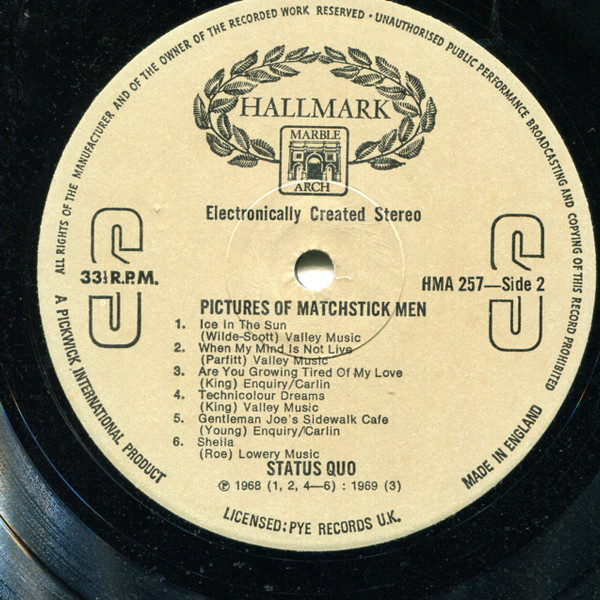 ALL RIGHTS OF THE MANUFACTURER AND OF THE OWNER OF THE RECORDED WORK RESERVED • UNAUTHORISED PUBLIC PERFORMANCE BROADCASTING AND COPYING OF THIS RECORD PROHIBITED
HALLMARK
MARBLE
ARCH
Electronically Created Stereo
33⅓ R.P.M.
HMA 257—Side 2
PICTURES OF MATCHSTICK MEN
1. Ice In The Sun
(Wilde-Scott) Valley Music
2. When My Mind Is Not Live
(Parfitt) Valley Music
3. Are You Growing Tired Of My Love
(King) Enquiry/Carlin
4. Technicolour Dreams
(King) Valley Music
5. Gentleman Joe's Sidewalk Cafe
(Young) Enquiry/Carlin
6. Sheila
(Roe) Lowery Music
STATUS QUO
℗ 1968 (1, 2, 4—6) : 1969 (3)
A PICKWICK INTERNATIONAL PRODUCT
LICENSED: PYE RECORDS U.K.
MADE IN ENGLAND